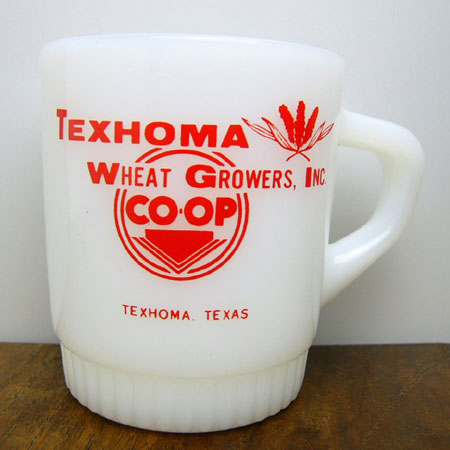 TEXHOMA
WHEAT GROWERS, INC.
CO-OP
TEXHOMA. TEXAS